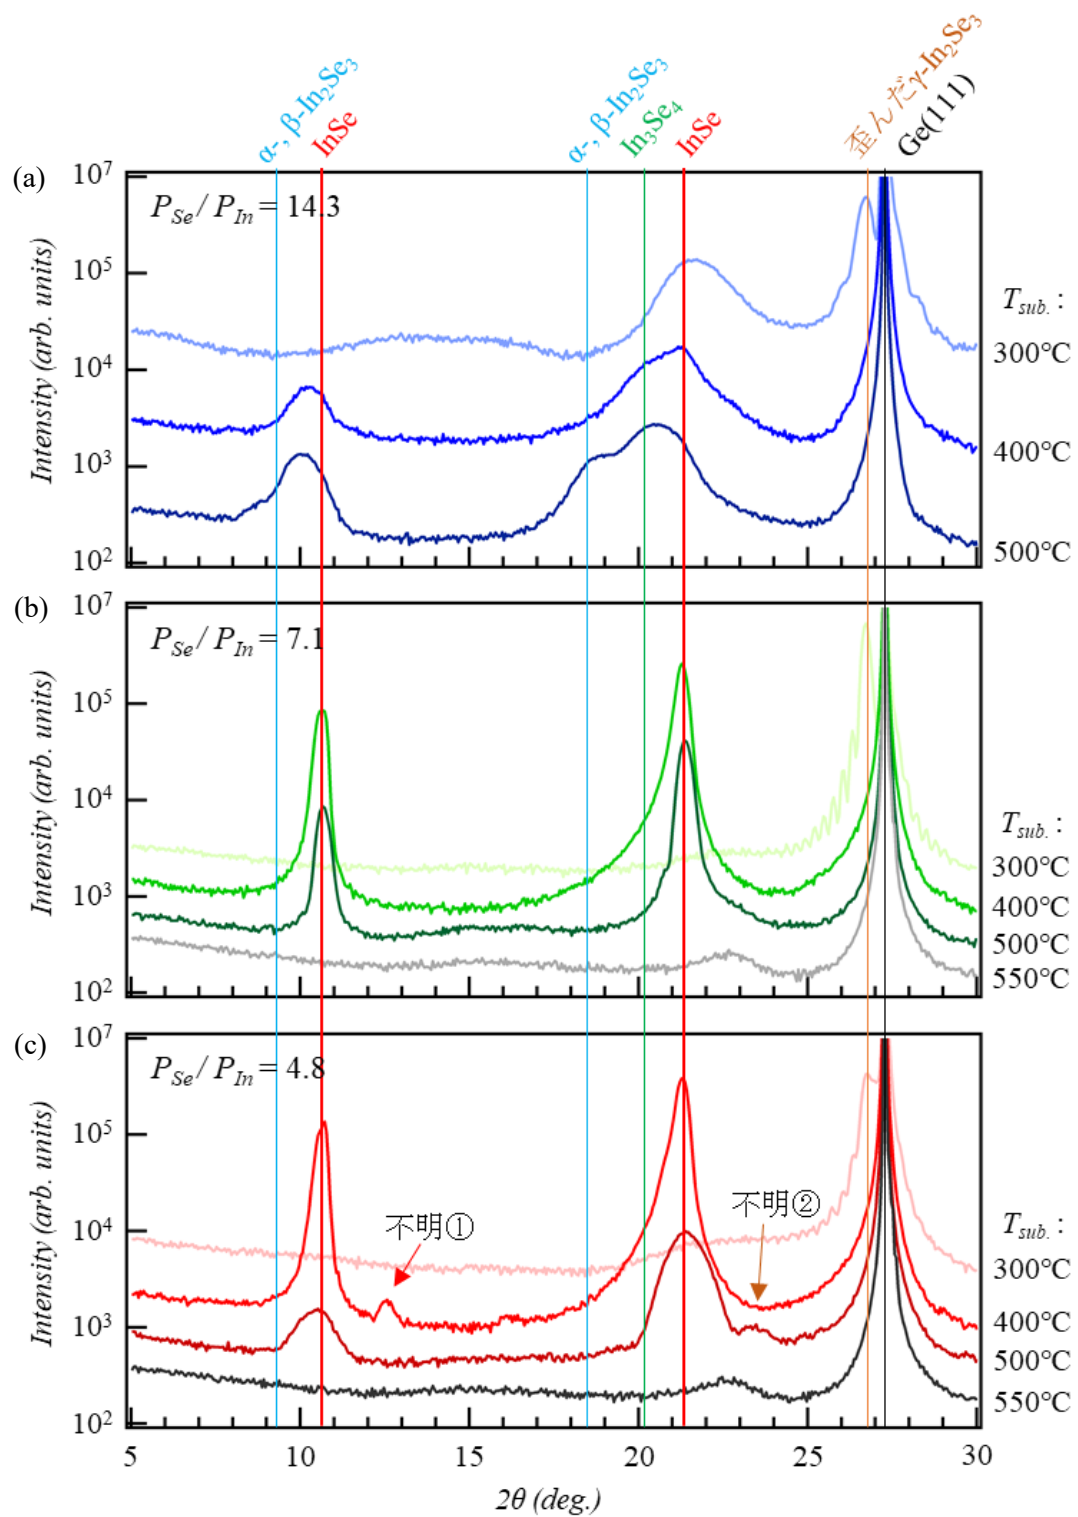 α-, β-In₂Se₃
InSe
α-, β-In₂Se₃
In₃Se₄
InSe
歪んだγ-In₂Se₃
Ge(111)
(a)
P_Se / P_In = 14.3
10⁷
10⁵
10⁴
10³
10²
Intensity (arb. units)
T_sub. :
300℃
400℃
500℃
(b)
P_Se / P_In = 7.1
10⁷
10⁵
10⁴
10³
10²
Intensity (arb. units)
T_sub. :
300℃
400℃
500℃
550℃
(c)
P_Se / P_In = 4.8
10⁷
10⁵
10⁴
10³
10²
Intensity (arb. units)
不明①
不明②
T_sub. :
300℃
400℃
500℃
550℃
5 10 15 20 25 30
2θ (deg.)